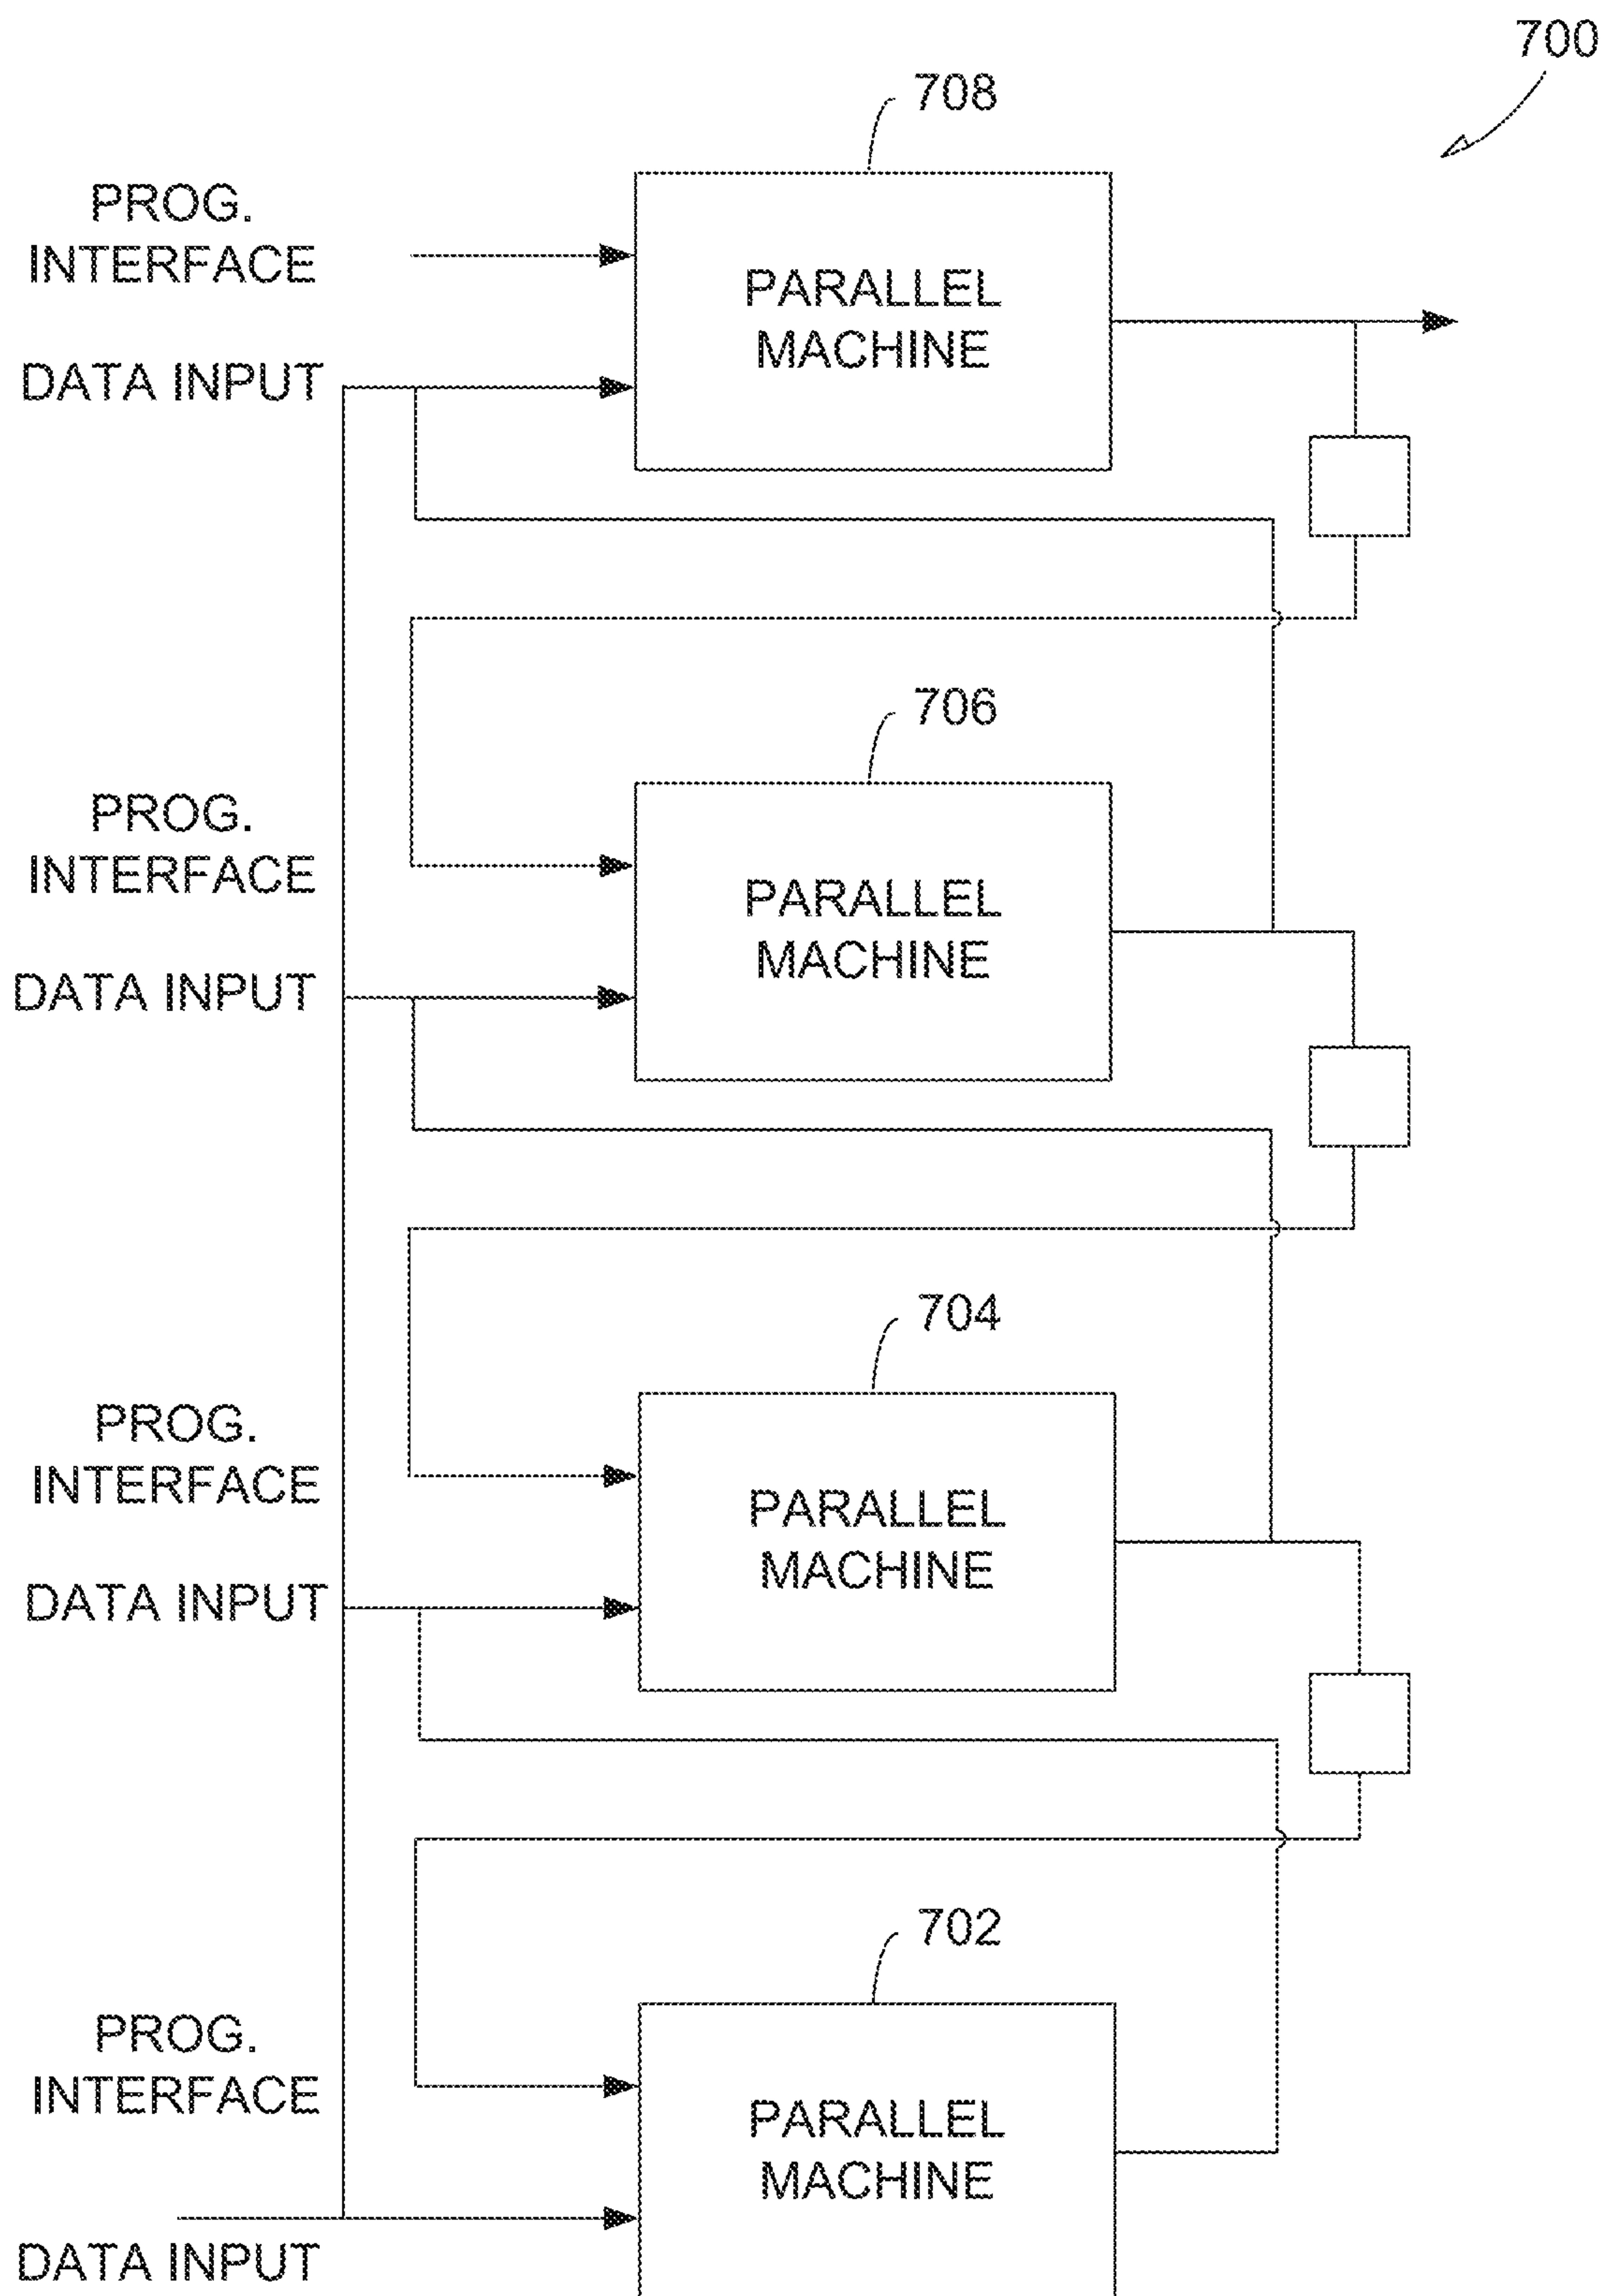 700
708
PROG.
INTERFACE
PARALLEL
MACHINE
DATA INPUT
706
PROG.
INTERFACE
PARALLEL
MACHINE
DATA INPUT
704
PROG.
INTERFACE
PARALLEL
MACHINE
DATA INPUT
702
PROG.
INTERFACE
PARALLEL
MACHINE
DATA INPUT